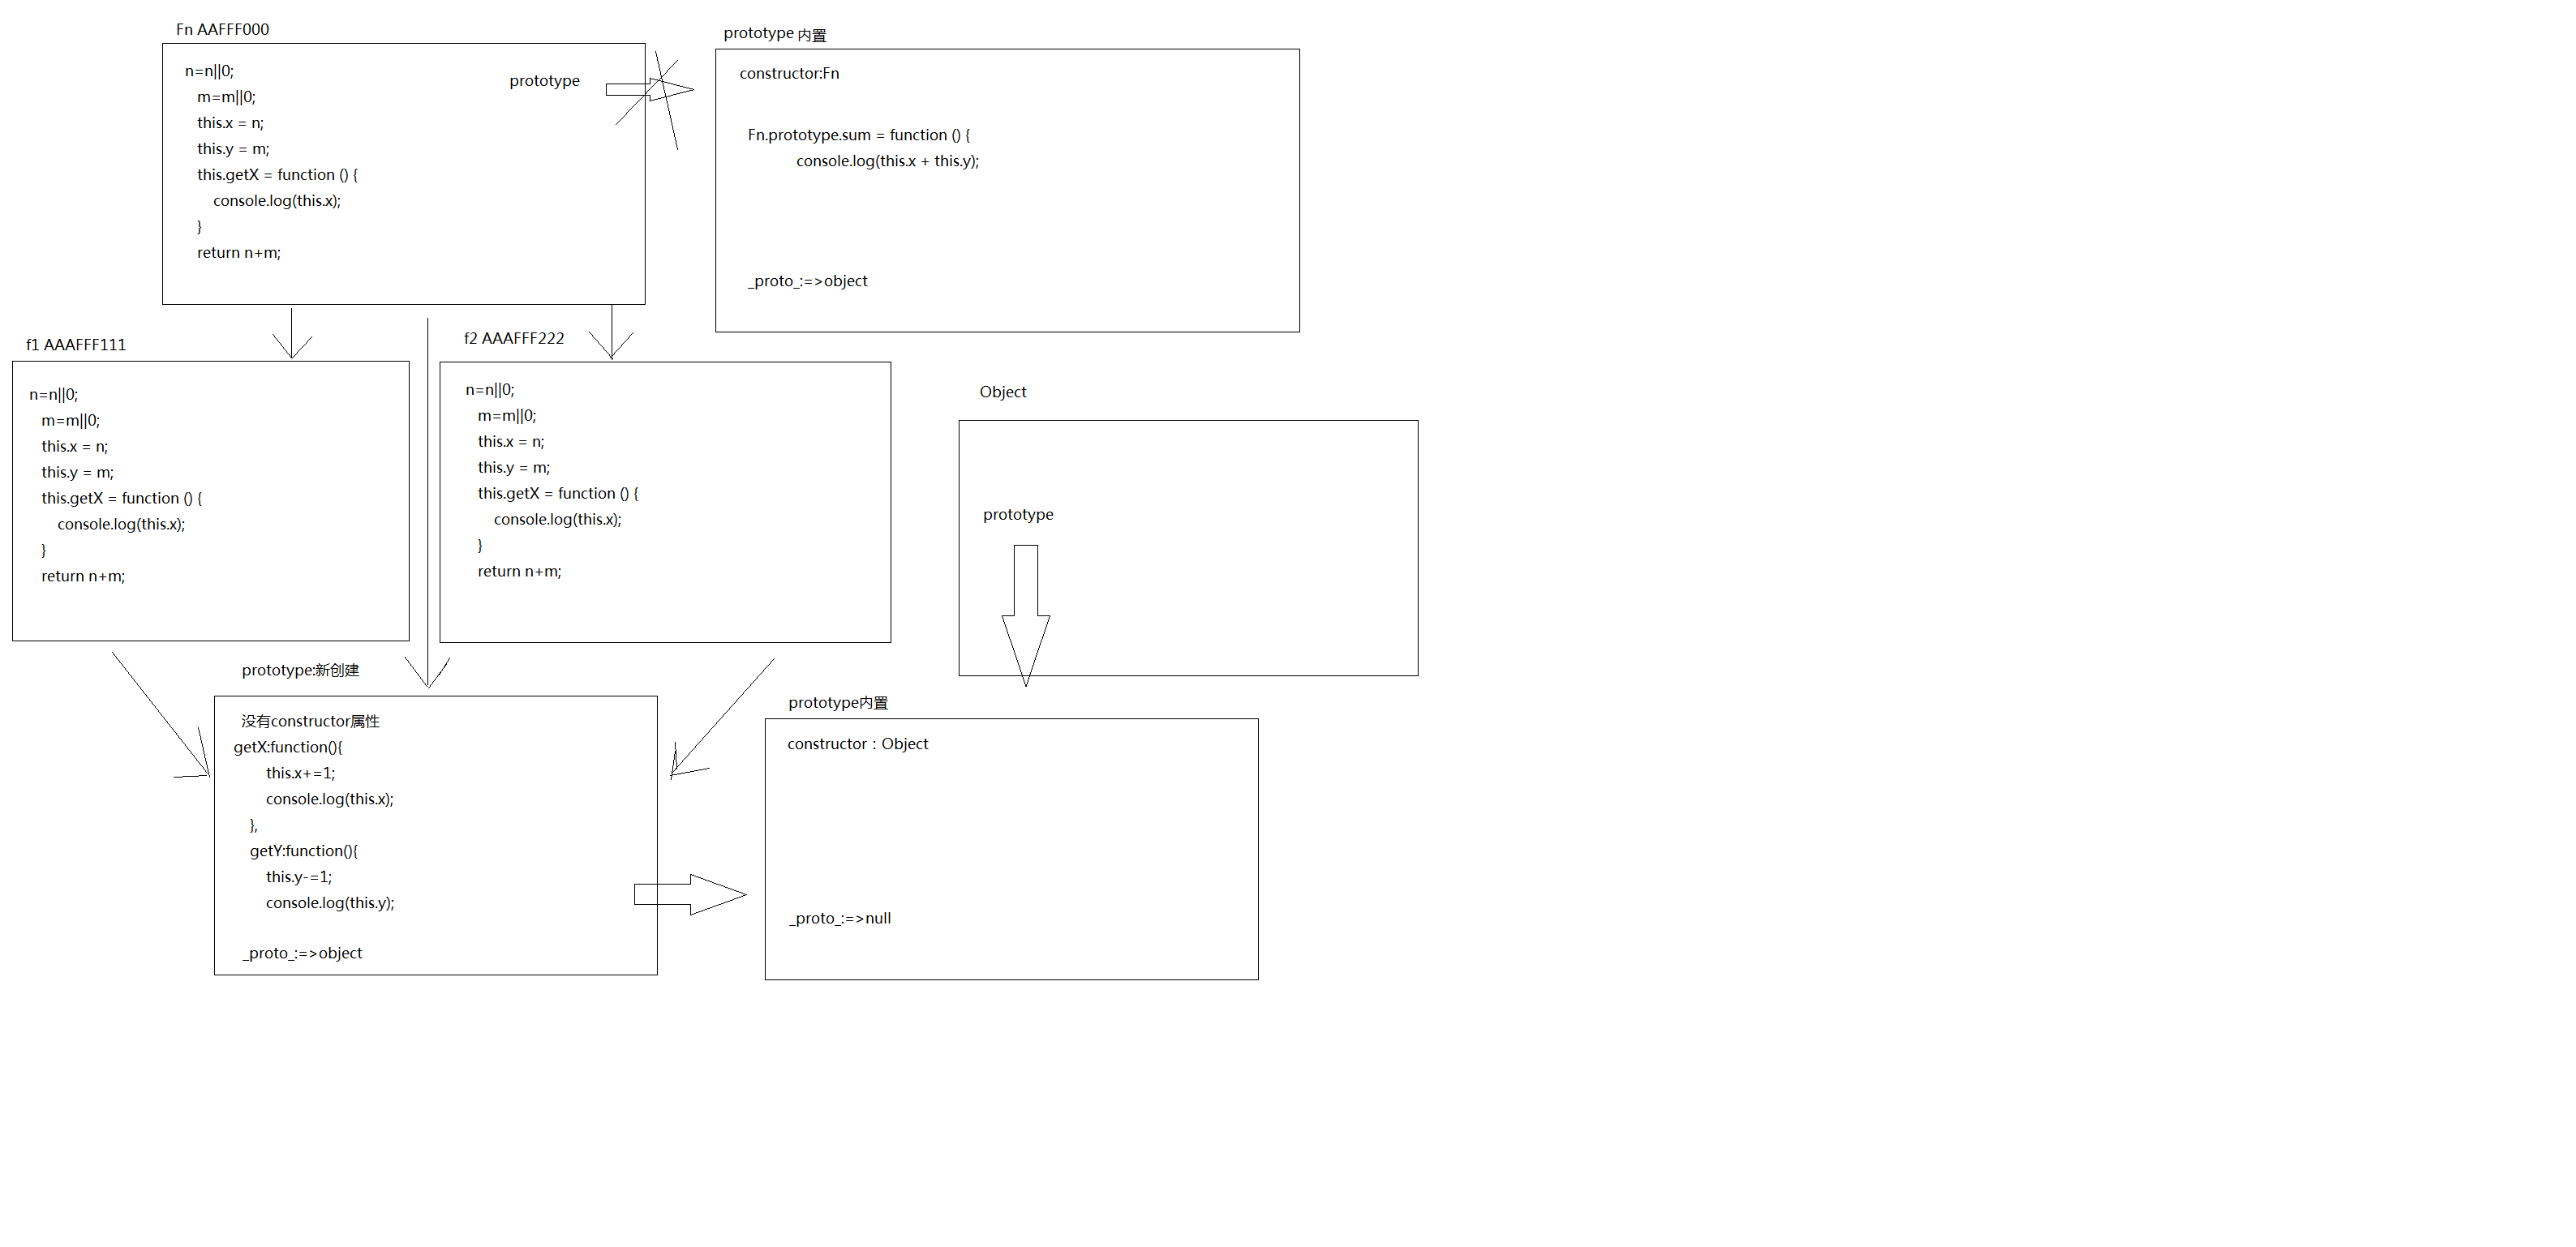 Fn AAFFF000
n=n||0;
m=m||0;
this.x = n;
this.y = m;
this.getX = function () {
console.log(this.x);
}
return n+m;
prototype
prototype 内置
constructor:Fn
Fn.prototype.sum = function () {
console.log(this.x + this.y);
_proto_:=>object
f1 AAAFFF111
n=n||0;
m=m||0;
this.x = n;
this.y = m;
this.getX = function () {
console.log(this.x);
}
return n+m;
f2 AAAFFF222
n=n||0;
m=m||0;
this.x = n;
this.y = m;
this.getX = function () {
console.log(this.x);
}
return n+m;
Object
prototype
prototype:新创建
没有constructor属性
getX:function(){
this.x+=1;
console.log(this.x);
},
getY:function(){
this.y-=1;
console.log(this.y);
_proto_:=>object
prototype内置
constructor：Object
_proto_:=>null